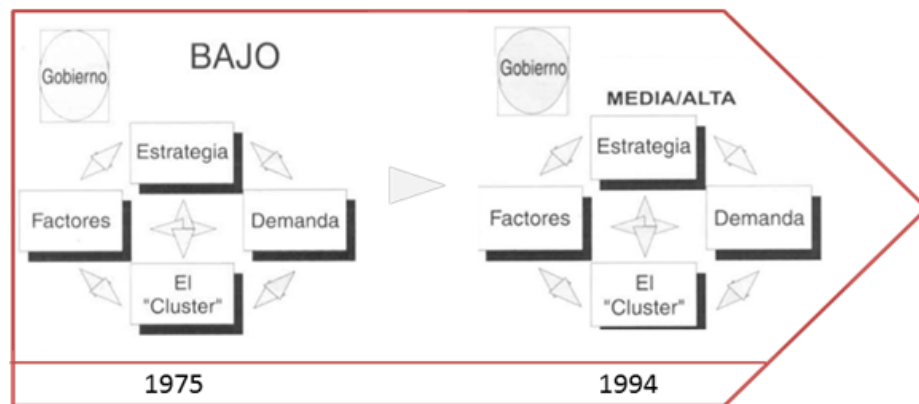 Gobierno
BAJO
Estrategia
Factores
Demanda
El
"Cluster"
1975
Gobierno
MEDIA/ALTA
Estrategia
Factores
Demanda
El
"Cluster"
1994